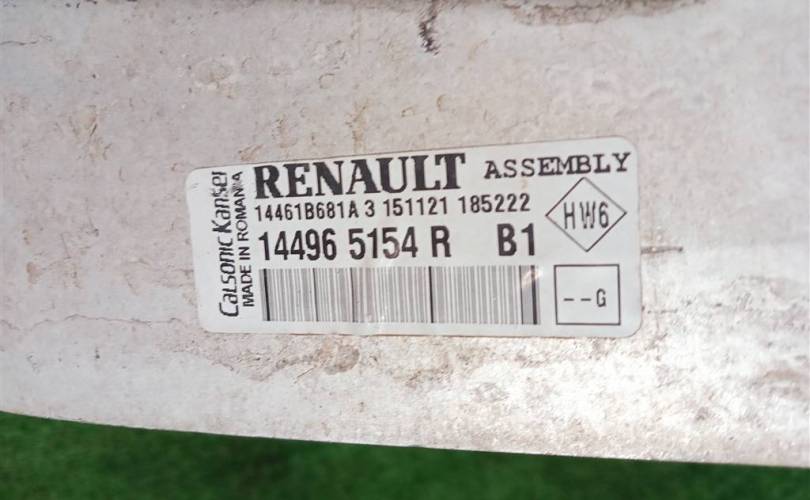 Calsonic Kansei
MADE IN ROMANIA
RENAULT ASSEMBLY
14461B681A 3 151121 185222
HW6
14496 5154 R B1
--G